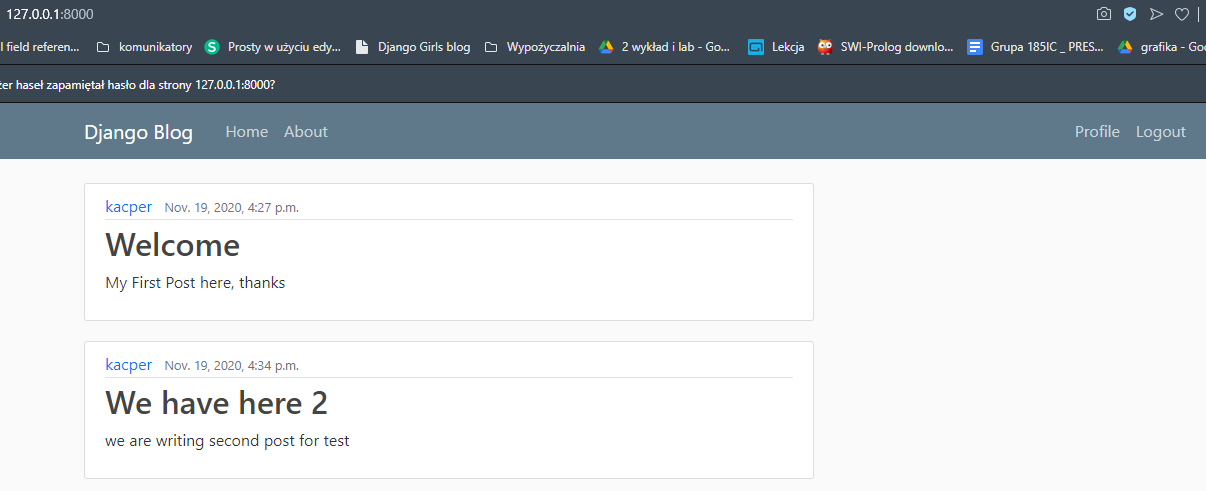 127.0.0.1:8000
l field referen... komunikatory Prosty w użyciu edy... Django Girls blog Wypożyczalnia 2 wykład i lab - Go... Lekcja SWI-Prolog downlo... Grupa 185IC _ PRES... grafika - Goo
żer haseł zapamiętał hasło dla strony 127.0.0.1:8000?
Django Blog Home About Profile Logout
kacper Nov. 19, 2020, 4:27 p.m.
Welcome
My First Post here, thanks
kacper Nov. 19, 2020, 4:34 p.m.
We have here 2
we are writing second post for test